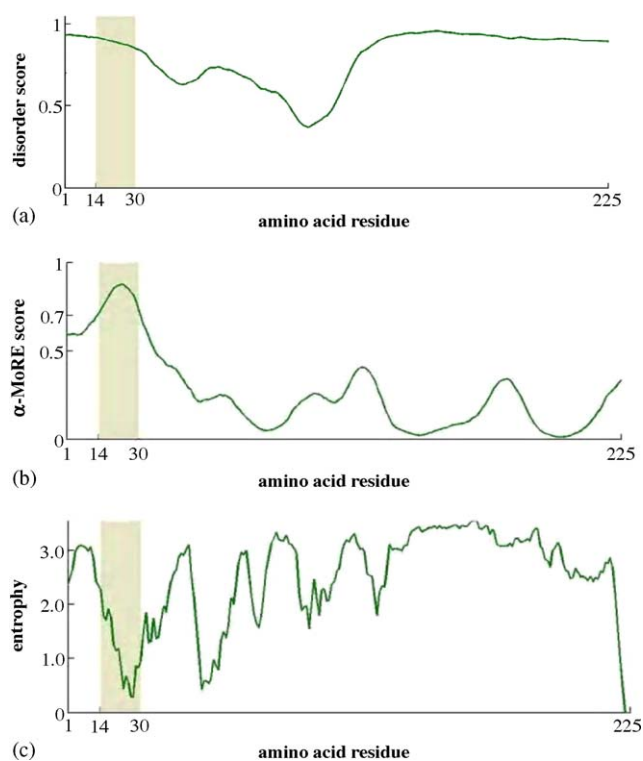 1
disorder score
0.5
0
1 14 30 225
(a) amino acid residue
1
0.7
α-MoRE score
0.5
0
1 14 30 225
(b) amino acid residue
3.0
entrophy
2.0
1.0
0
1 14 30 225
(c) amino acid residue